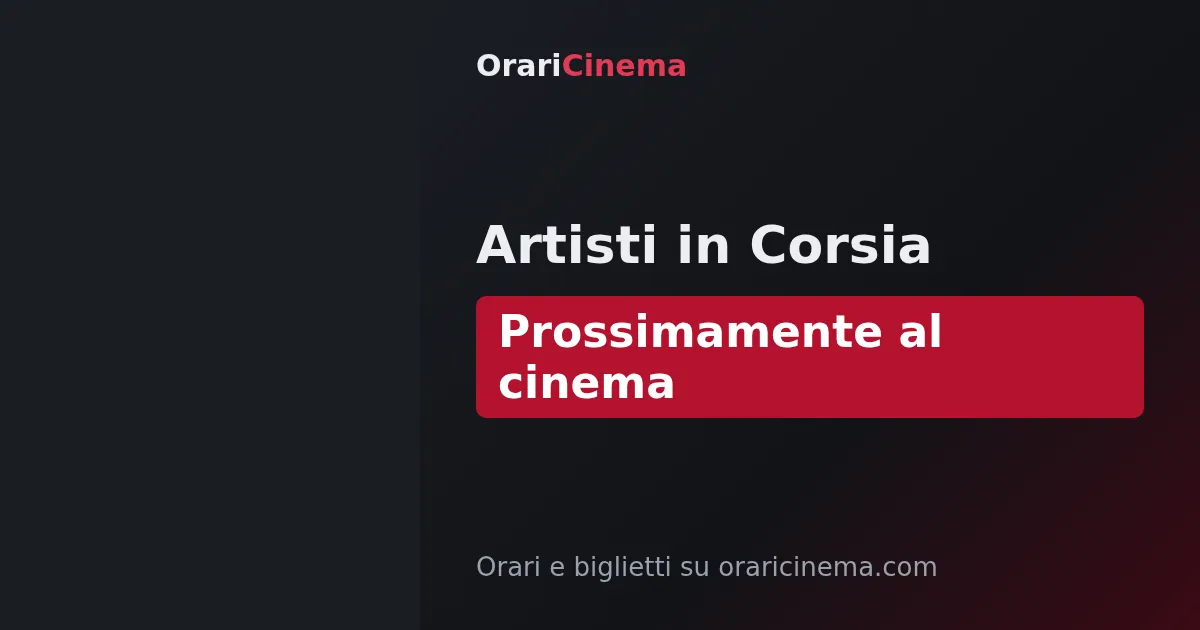 OrariCinema
Artisti in Corsia
Prossimamente al
cinema
Orari e biglietti su oraricinema.com